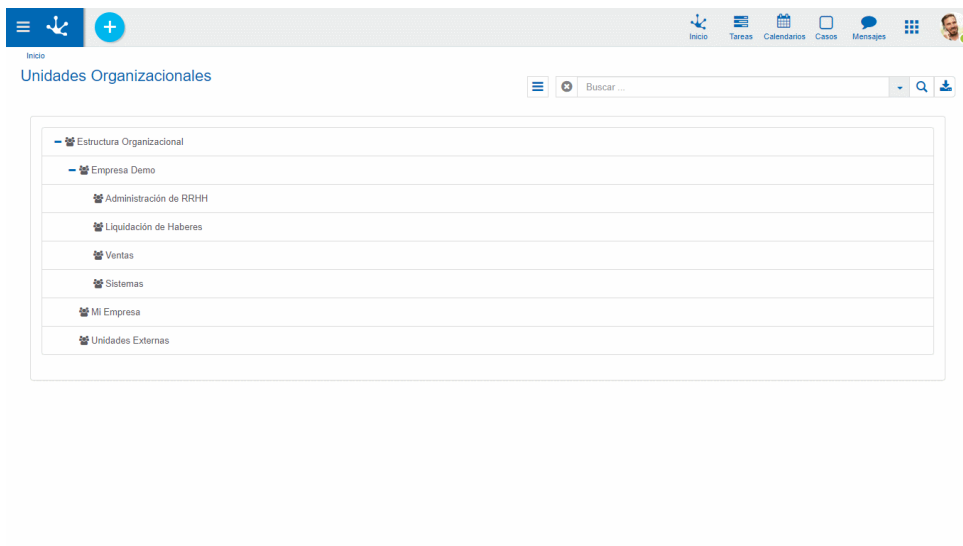 Inicio
Tareas
Calendarios
Casos
Mensajes
Inicio
Unidades Organizacionales
Buscar ...
Estructura Organizacional
Empresa Demo
Administración de RRHH
Liquidación de Haberes
Ventas
Sistemas
Mi Empresa
Unidades Externas